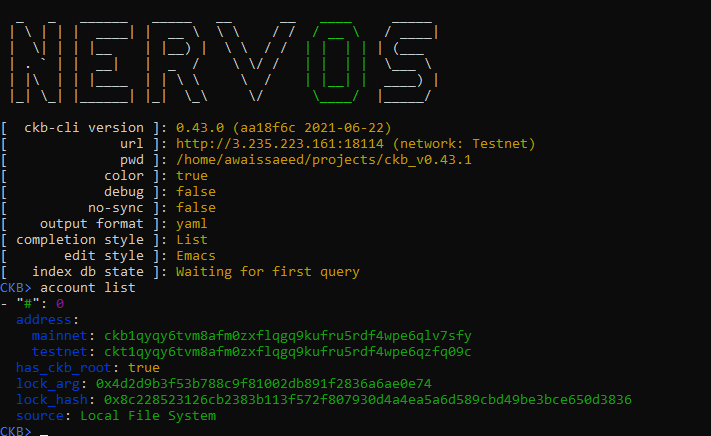 NERVOS
[  ckb-cli version ]: 0.43.0 (aa18f6c 2021-06-22)
[              url ]: http://3.235.223.161:18114 (network: Testnet)
[              pwd ]: /home/awaissaeed/projects/ckb_v0.43.1
[            color ]: true
[            debug ]: false
[          no-sync ]: false
[    output format ]: yaml
[ completion style ]: List
[       edit style ]: Emacs
[   index db state ]: Waiting for first query
CKB> account list
- "#": 0
  address:
    mainnet: ckb1qyqy6tvm8afm0zxflqgq9kufru5rdf4wpe6qlv7sfy
    testnet: ckt1qyqy6tvm8afm0zxflqgq9kufru5rdf4wpe6qzfq09c
  has_ckb_root: true
  lock_arg: 0x4d2d9b3f53b788c9f81002db891f2836a6ae0e74
  lock_hash: 0x8c228523126cb2383b113f572f807930d4a4ea5a6d589cbd49be3bce650d3836
  source: Local File System
CKB> _